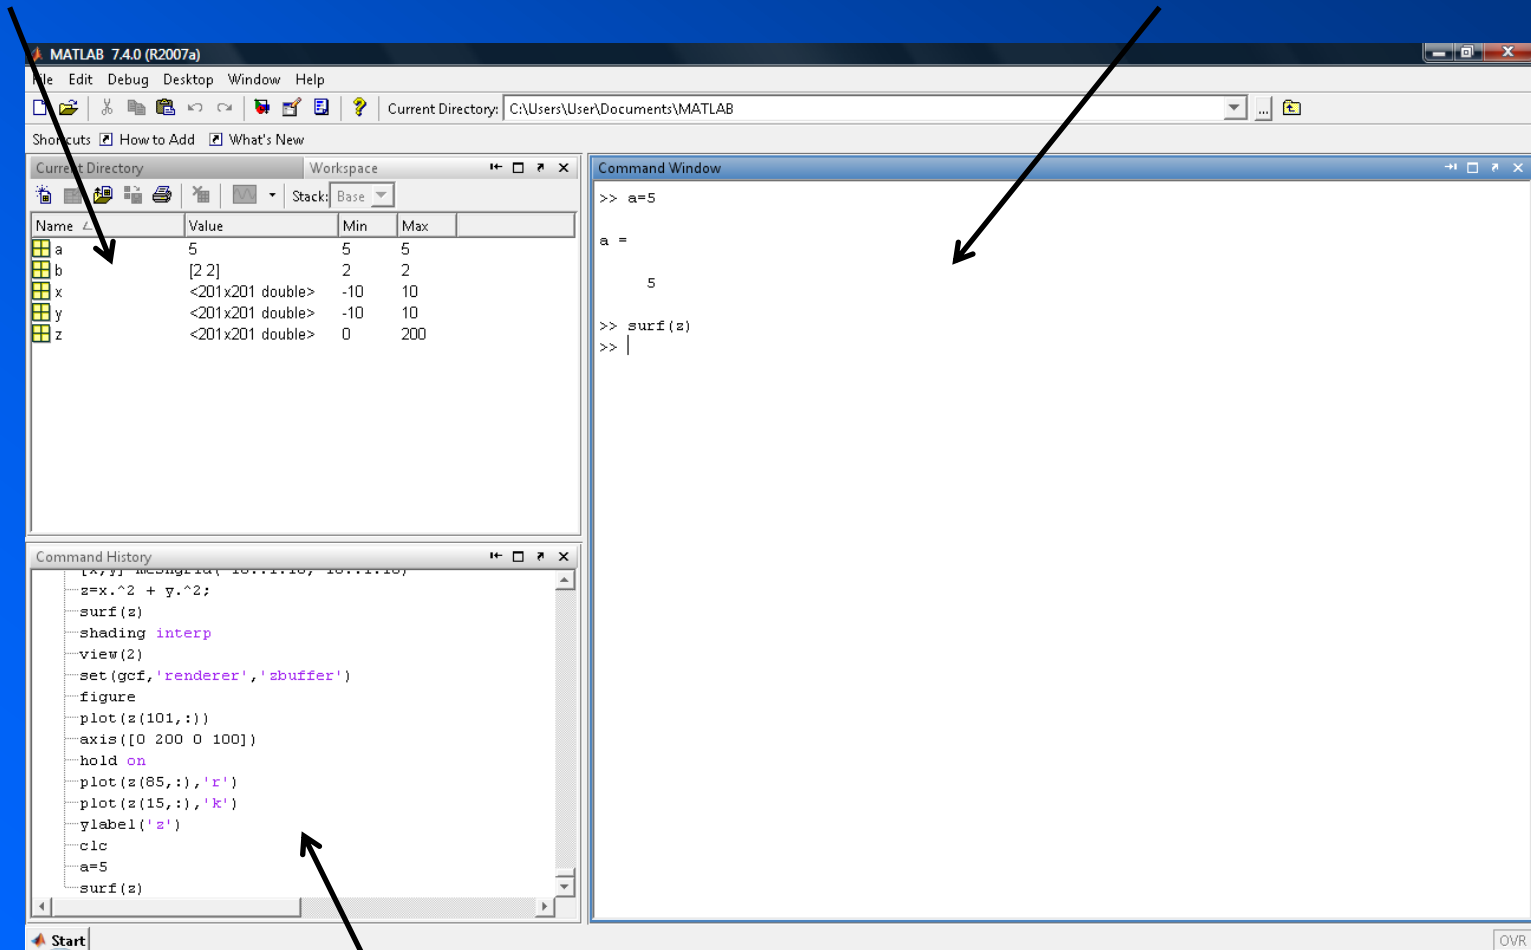 MATLAB 7.4.0 (R2007a)
Edit Debug Desktop Window Help
Current Directory: C:\Users\User\Documents\MATLAB ...
Shortcuts How to Add What's New
Current Directory Workspace
Stack: Base
Name Value Min Max
a 5 5 5
b [2 2] 2 2
x <201x201 double> -10 10
y <201x201 double> -10 10
z <201x201 double> 0 200
Command History
z=x.^2 + y.^2;
surf(z)
shading interp
view(2)
set(gcf,'renderer','zbuffer')
figure
plot(z(101,:))
axis([0 200 0 100])
hold on
plot(z(85,:),'r')
plot(z(15,:),'k')
ylabel('z')
clc
a=5
surf(z)
Command Window
>> a=5
a =
5
>> surf(z)
>>
Start
OVR